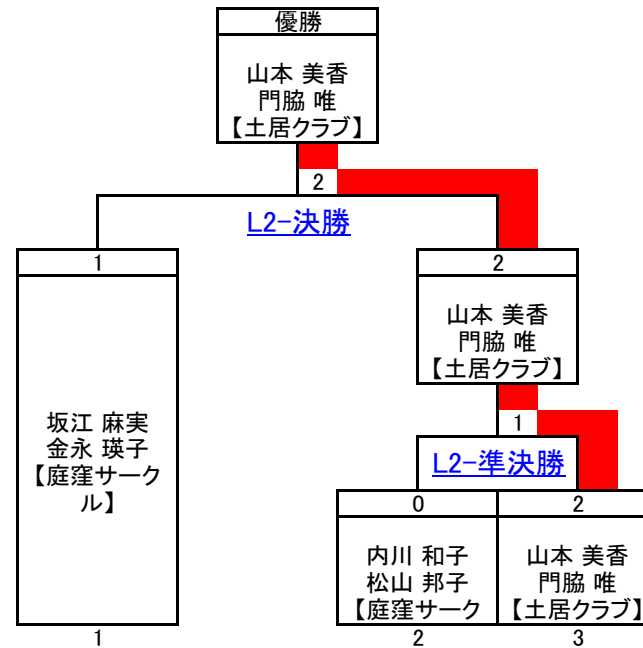 優勝
山本 美香
門脇 唯
【土居クラブ】
2
L2-決勝
1
2
坂江 麻実
金永 瑛子
【庭窪サーク
ル】
山本 美香
門脇 唯
【土居クラブ】
1
L2-準決勝
0
2
内川 和子
松山 邦子
【庭窪サーク
山本 美香
門脇 唯
【土居クラブ】
1
2
3